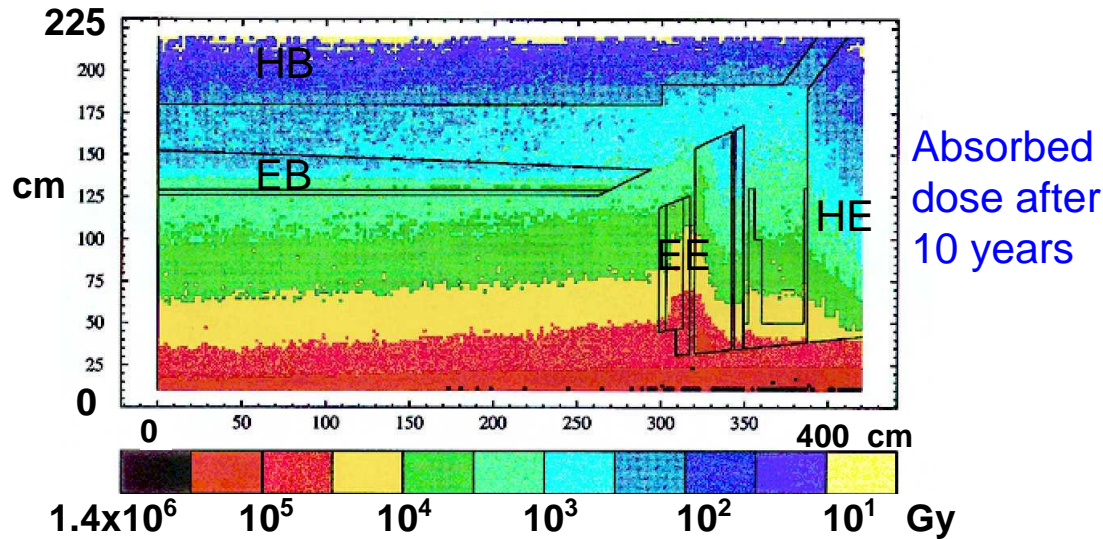 225
200
175
150
125
100
75
50
25
0
cm
HB
EB
EE
HE
Absorbed
dose after
10 years
0 50 100 150 200 250 300 350 400 cm
1.4x10⁶ 10⁵ 10⁴ 10³ 10² 10¹ Gy